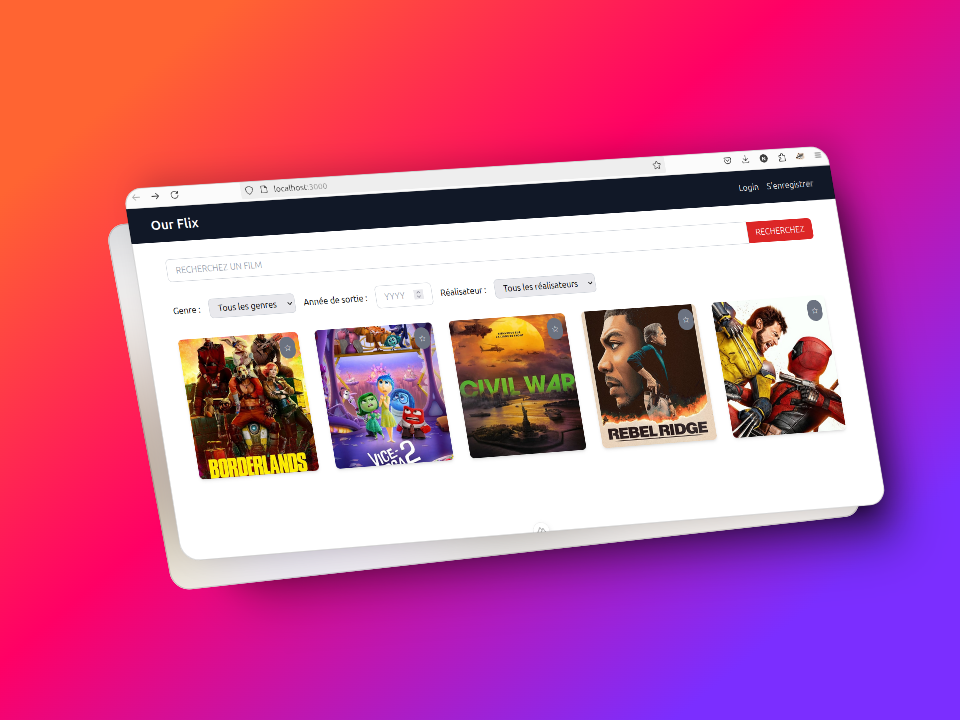 localhost:3000
Our Flix
Login S'enregistrer
RECHERCHEZ UN FILM
RECHERCHEZ
Genre : Tous les genres Année de sortie : YYYY Réalisateur : Tous les réalisateurs
BORDERLANDS
VICE-
2
CIVIL WAR
REBEL RIDGE